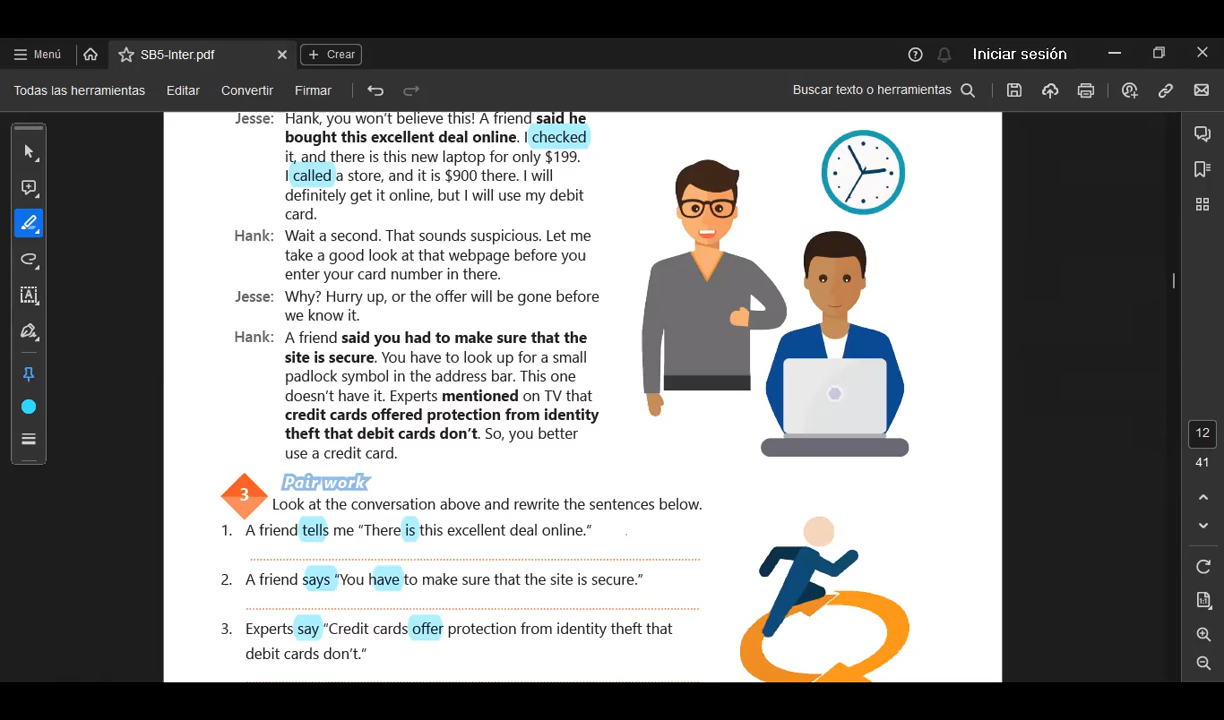 Menú
SB5-Inter.pdf
Crear
Iniciar sesión
Todas las herramientas
Editar
Convertir
Firmar
Buscar texto o herramientas
Jesse: Hank, you won't believe this! A friend said he
bought this excellent deal online. I checked
it, and there is this new laptop for only $199.
I called a store, and it is $900 there. I will
definitely get it online, but I will use my debit
card.
Hank: Wait a second. That sounds suspicious. Let me
take a good look at that webpage before you
enter your card number in there.
Jesse: Why? Hurry up, or the offer will be gone before
we know it.
Hank: A friend said you had to make sure that the
site is secure. You have to look up for a small
padlock symbol in the address bar. This one
doesn't have it. Experts mentioned on TV that
credit cards offered protection from identity
theft that debit cards don't. So, you better
use a credit card.
3 Pair work
Look at the conversation above and rewrite the sentences below.
1. A friend tells me "There is this excellent deal online."
2. A friend says "You have to make sure that the site is secure."
3. Experts say "Credit cards offer protection from identity theft that
debit cards don't."
12
41